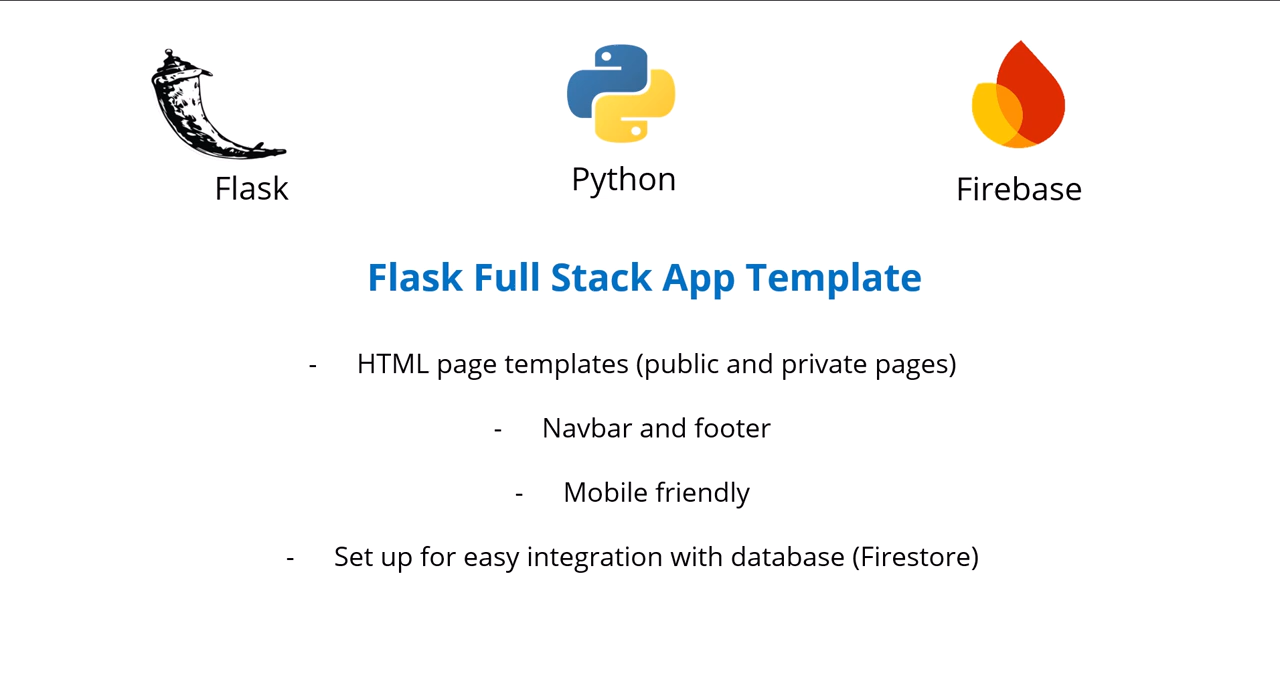 Flask
Python
Firebase
Flask Full Stack App Template
- HTML page templates (public and private pages)
- Navbar and footer
- Mobile friendly
- Set up for easy integration with database (Firestore)